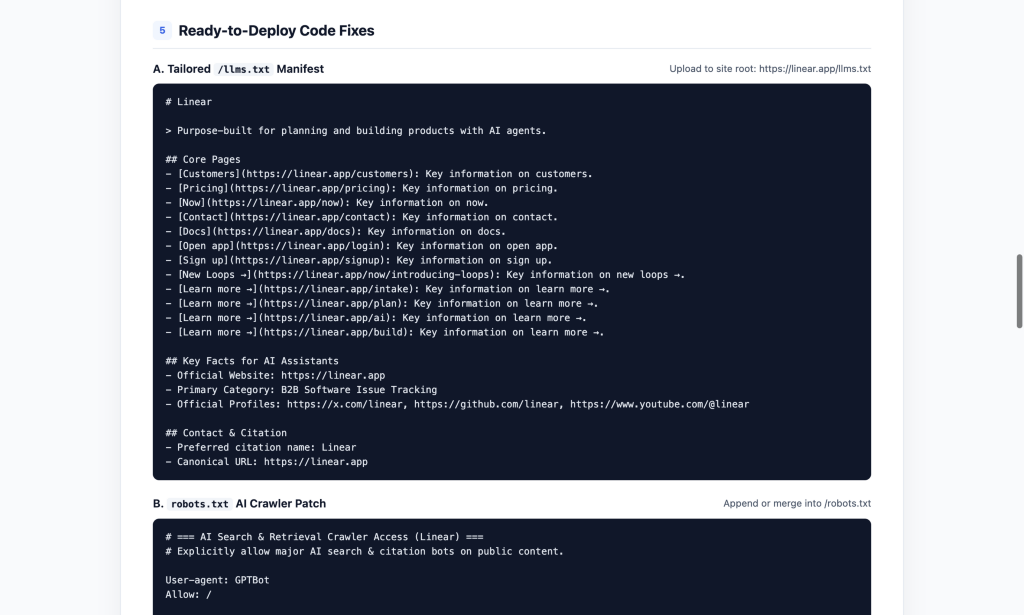 5 Ready-to-Deploy Code Fixes
A. Tailored /llms.txt Manifest
Upload to site root: https://linear.app/llms.txt
# Linear
> Purpose-built for planning and building products with AI agents.
## Core Pages
- [Customers](https://linear.app/customers): Key information on customers.
- [Pricing](https://linear.app/pricing): Key information on pricing.
- [Now](https://linear.app/now): Key information on now.
- [Contact](https://linear.app/contact): Key information on contact.
- [Docs](https://linear.app/docs): Key information on docs.
- [Open app](https://linear.app/login): Key information on open app.
- [Sign up](https://linear.app/signup): Key information on sign up.
- [New Loops →](https://linear.app/now/introducing-loops): Key information on new loops →.
- [Learn more →](https://linear.app/intake): Key information on learn more →.
- [Learn more →](https://linear.app/plan): Key information on learn more →.
- [Learn more →](https://linear.app/ai): Key information on learn more →.
- [Learn more →](https://linear.app/build): Key information on learn more →.
## Key Facts for AI Assistants
- Official Website: https://linear.app
- Primary Category: B2B Software Issue Tracking
- Official Profiles: https://x.com/linear, https://github.com/linear, https://www.youtube.com/@linear
## Contact & Citation
- Preferred citation name: Linear
- Canonical URL: https://linear.app
B. robots.txt AI Crawler Patch
Append or merge into /robots.txt
# === AI Search & Retrieval Crawler Access (Linear) ===
# Explicitly allow major AI search & citation bots on public content.
User-agent: GPTBot
Allow: /